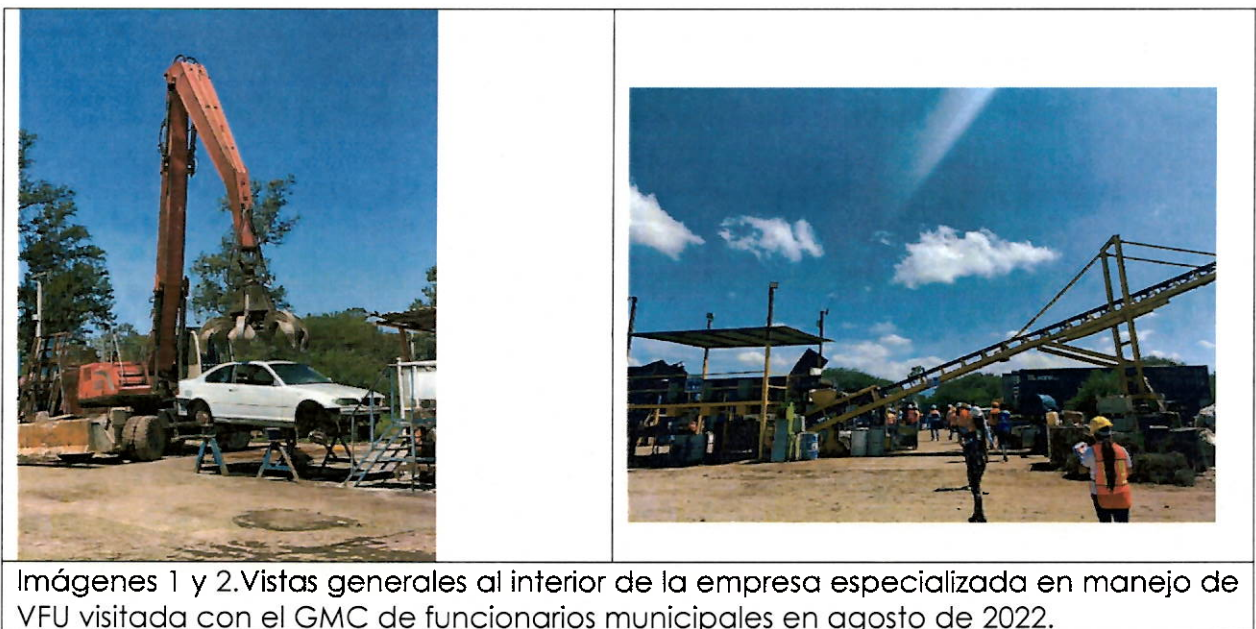 Imágenes 1 y 2.Vistas generales al interior de la empresa especializada en manejo de
VFU visitada con el GMC de funcionarios municipales en agosto de 2022.